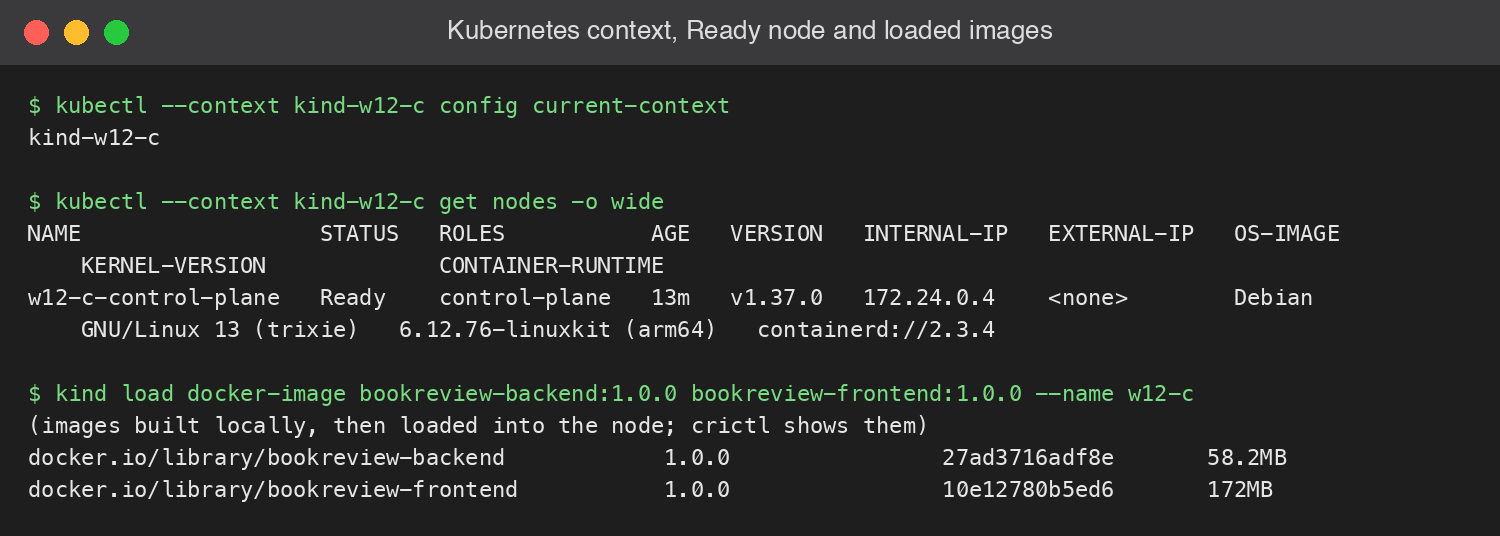 Kubernetes context, Ready node and loaded images
$ kubectl --context kind-w12-c config current-context
kind-w12-c
$ kubectl --context kind-w12-c get nodes -o wide
NAME                  STATUS   ROLES           AGE   VERSION   INTERNAL-IP   EXTERNAL-IP   OS-IMAGE
    KERNEL-VERSION             CONTAINER-RUNTIME
w12-c-control-plane   Ready    control-plane   13m   v1.37.0   172.24.0.4    <none>        Debian
    GNU/Linux 13 (trixie)   6.12.76-linuxkit (arm64)   containerd://2.3.4
$ kind load docker-image bookreview-backend:1.0.0 bookreview-frontend:1.0.0 --name w12-c
(images built locally, then loaded into the node; crictl shows them)
docker.io/library/bookreview-backend            1.0.0                27ad3716adf8e       58.2MB
docker.io/library/bookreview-frontend           1.0.0                10e12780b5ed6       172MB